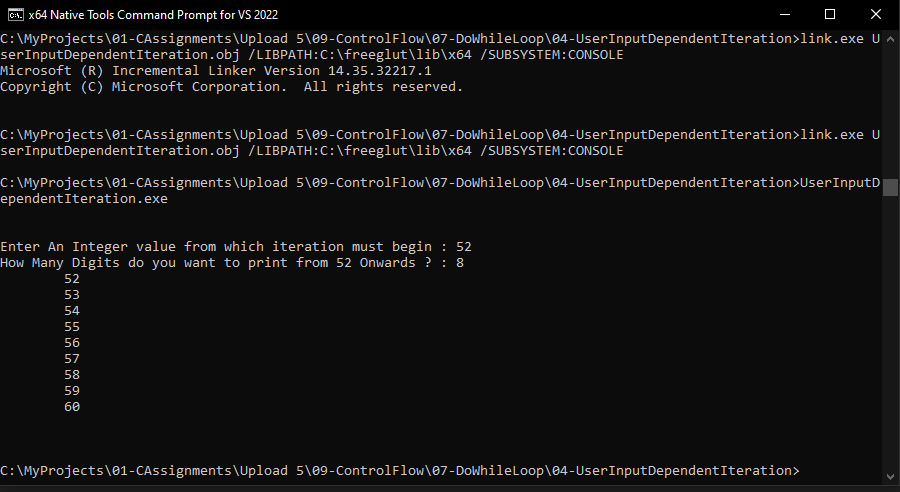 x64 Native Tools Command Prompt for VS 2022
C:\MyProjects\01-CAssignments\Upload 5\09-ControlFlow\07-DoWhileLoop\04-UserInputDependentIteration>link.exe U
serInputDependentIteration.obj /LIBPATH:C:\freeglut\lib\x64 /SUBSYSTEM:CONSOLE
Microsoft (R) Incremental Linker Version 14.35.32217.1
Copyright (C) Microsoft Corporation.  All rights reserved.
C:\MyProjects\01-CAssignments\Upload 5\09-ControlFlow\07-DoWhileLoop\04-UserInputDependentIteration>link.exe U
serInputDependentIteration.obj /LIBPATH:C:\freeglut\lib\x64 /SUBSYSTEM:CONSOLE
C:\MyProjects\01-CAssignments\Upload 5\09-ControlFlow\07-DoWhileLoop\04-UserInputDependentIteration>UserInputD
ependentIteration.exe
Enter An Integer value from which iteration must begin : 52
How Many Digits do you want to print from 52 Onwards ? : 8
52
53
54
55
56
57
58
59
60
C:\MyProjects\01-CAssignments\Upload 5\09-ControlFlow\07-DoWhileLoop\04-UserInputDependentIteration>